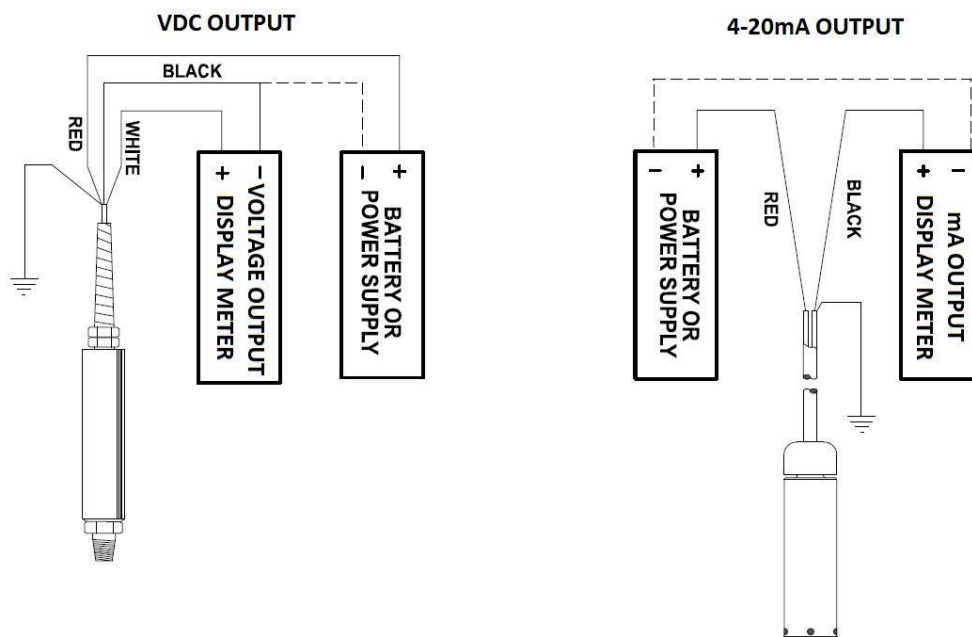 VDC OUTPUT
BLACK
RED
WHITE
+ −
VOLTAGE OUTPUT
DISPLAY METER
− +
BATTERY OR
POWER SUPPLY
4-20mA OUTPUT
− +
BATTERY OR
POWER SUPPLY
RED
BLACK
+ −
mA OUTPUT
DISPLAY METER